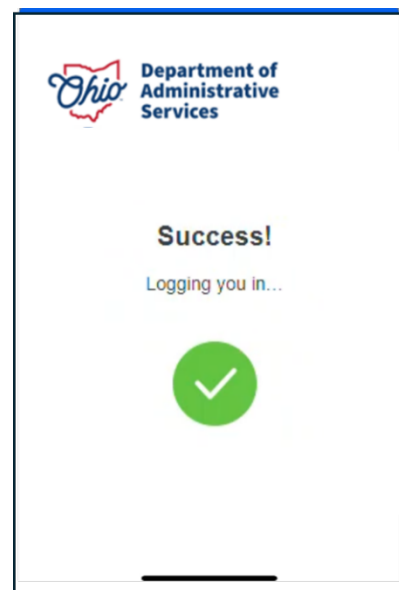 Ohio
Department of
Administrative
Services
Success!
Logging you in...